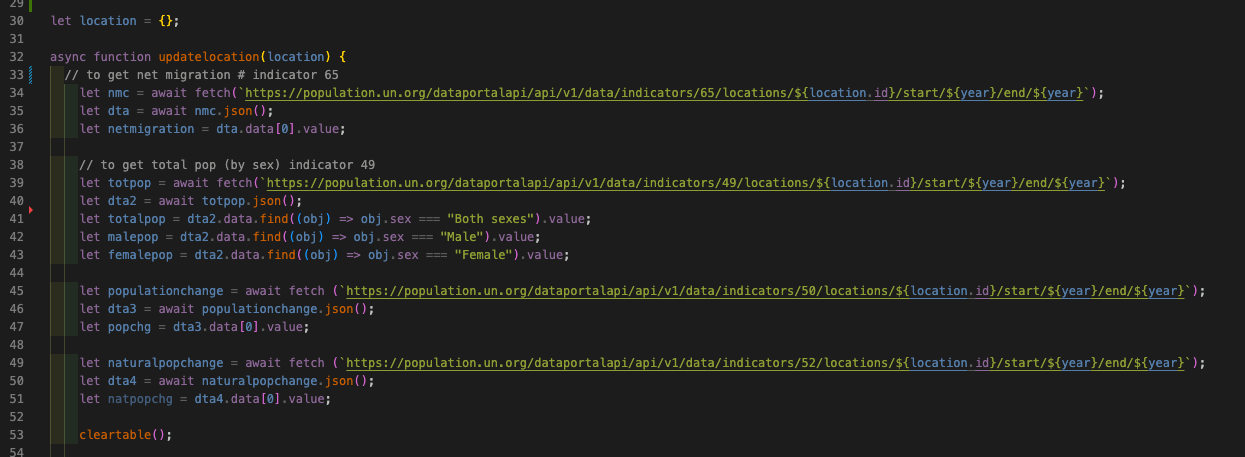 29
30 let location = {};
31
32 async function updatelocation(location) {
33 // to get net migration # indicator 65
34 let nmc = await fetch(`https://population.un.org/dataportalapi/api/v1/data/indicators/65/locations/${location.id}/start/${year}/end/${year}`);
35 let dta = await nmc.json();
36 let netmigration = dta.data[0].value;
37
38 // to get total pop (by sex) indicator 49
39 let totpop = await fetch(`https://population.un.org/dataportalapi/api/v1/data/indicators/49/locations/${location.id}/start/${year}/end/${year}`);
40 let dta2 = await totpop.json();
41 let totalpop = dta2.data.find((obj) => obj.sex === "Both sexes").value;
42 let malepop = dta2.data.find((obj) => obj.sex === "Male").value;
43 let femalepop = dta2.data.find((obj) => obj.sex === "Female").value;
44
45 let populationchange = await fetch (`https://population.un.org/dataportalapi/api/v1/data/indicators/50/locations/${location.id}/start/${year}/end/${year}`);
46 let dta3 = await populationchange.json();
47 let popchg = dta3.data[0].value;
48
49 let naturalpopchange = await fetch (`https://population.un.org/dataportalapi/api/v1/data/indicators/52/locations/${location.id}/start/${year}/end/${year}`);
50 let dta4 = await naturalpopchange.json();
51 let natpopchg = dta4.data[0].value;
52
53 cleartable();
54